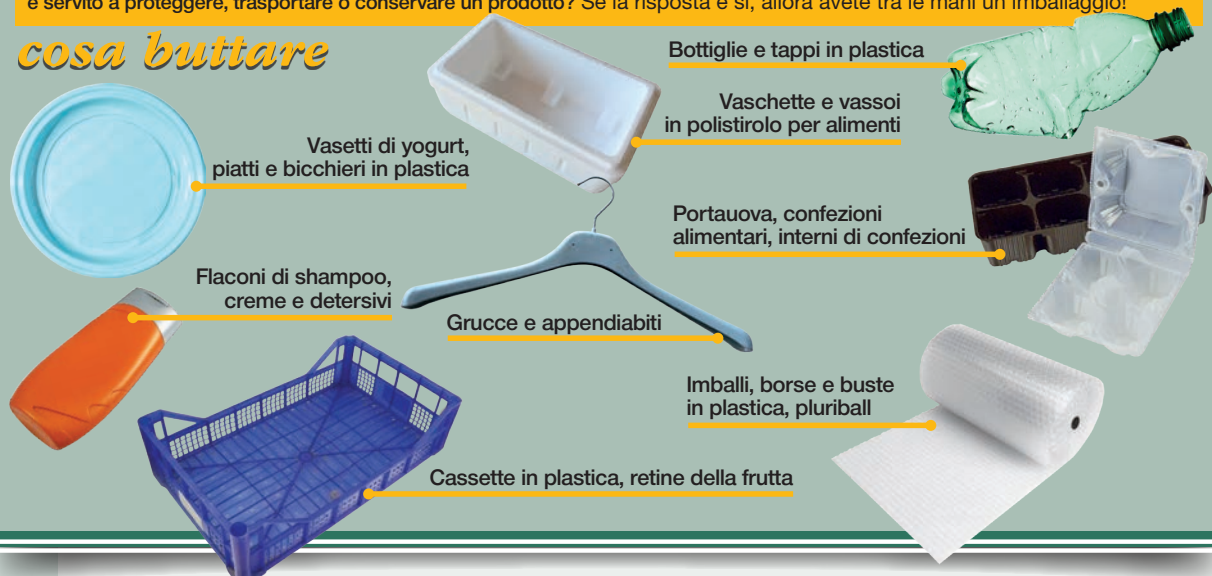 è servito a proteggere, trasportare o conservare un prodotto? Se la risposta è sì, allora avete tra le mani un imballaggio!
cosa buttare
Bottiglie e tappi in plastica
Vaschette e vassoi
in polistirolo per alimenti
Vasetti di yogurt,
piatti e bicchieri in plastica
Portauova, confezioni
alimentari, interni di confezioni
Flaconi di shampoo,
creme e detersivi
Grucce e appendiabiti
Imballi, borse e buste
in plastica, pluriball
Cassette in plastica, retine della frutta